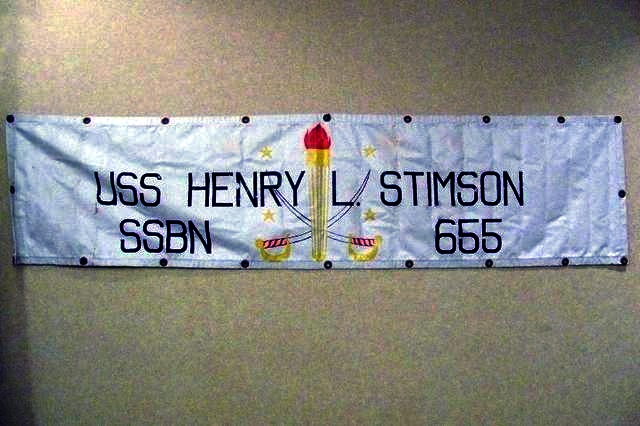 USS HENRY L. STIMSON
SSBN 655